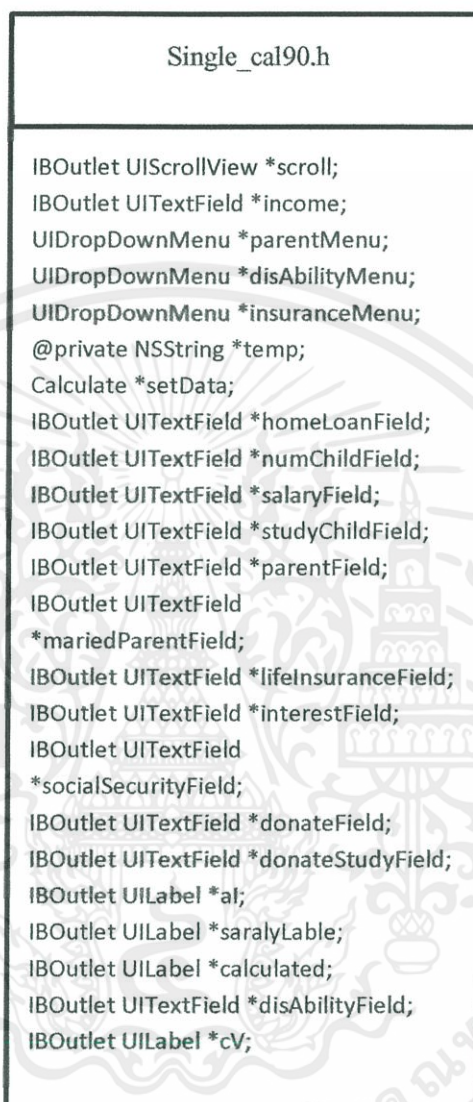 Single_cal90.h
IBOutlet UIScrollView *scroll;
IBOutlet UITextField *income;
UIDropDownMenu *parentMenu;
UIDropDownMenu *disAbilityMenu;
UIDropDownMenu *insuranceMenu;
@private NSString *temp;
Calculate *setData;
IBOutlet UITextField *homeLoanField;
IBOutlet UITextField *numChildField;
IBOutlet UITextField *salaryField;
IBOutlet UITextField *studyChildField;
IBOutlet UITextField *parentField;
IBOutlet UITextField
*mariedParentField;
IBOutlet UITextField *lifeInsuranceField;
IBOutlet UITextField *interestField;
IBOutlet UITextField
*socialSecurityField;
IBOutlet UITextField *donateField;
IBOutlet UITextField *donateStudyField;
IBOutlet UILabel *al;
IBOutlet UILabel *saralyLable;
IBOutlet UILabel *calculated;
IBOutlet UITextField *disAbilityField;
IBOutlet UILabel *cV;